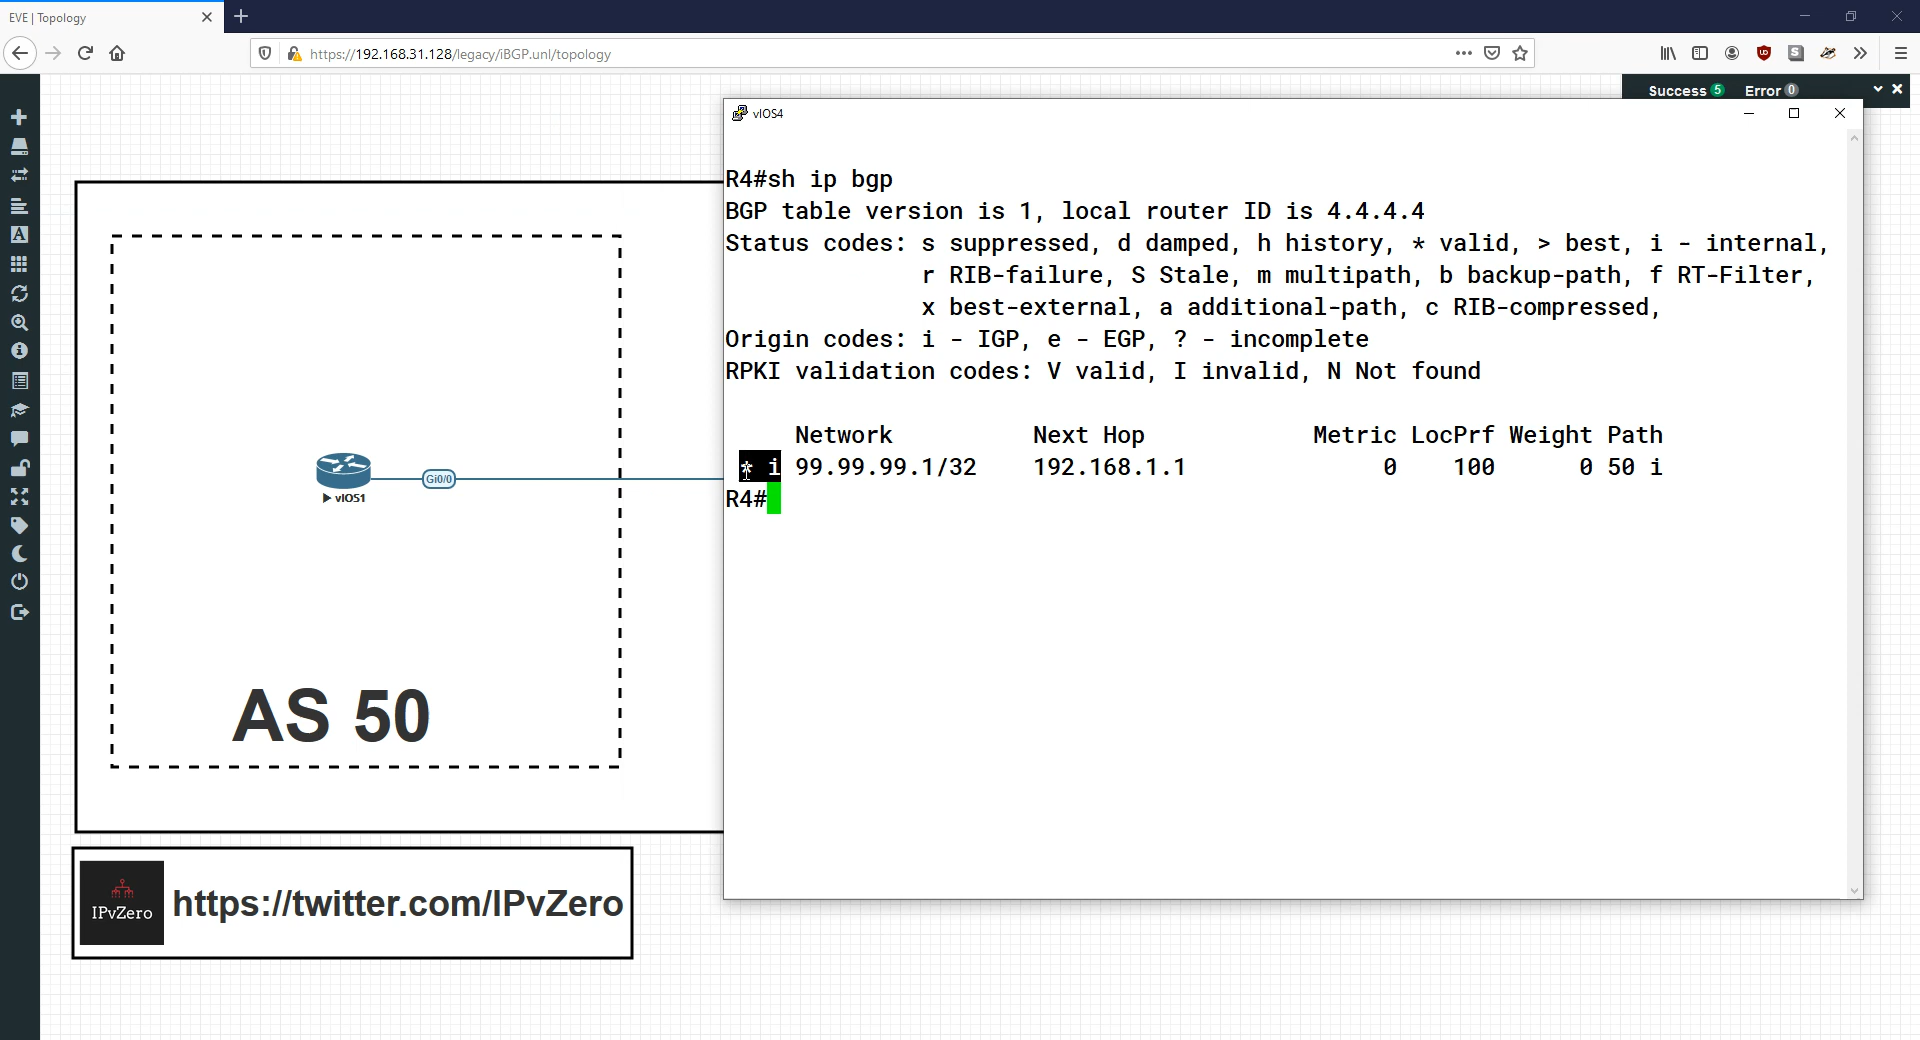 EVE | Topology
https://192.168.31.128/legacy/iBGP.unl/topology
Success 5 Error 0
vIOS4
R4#sh ip bgp
BGP table version is 1, local router ID is 4.4.4.4
Status codes: s suppressed, d damped, h history, * valid, > best, i - internal,
r RIB-failure, S Stale, m multipath, b backup-path, f RT-Filter,
x best-external, a additional-path, c RIB-compressed,
Origin codes: i - IGP, e - EGP, ? - incomplete
RPKI validation codes: V valid, I invalid, N Not found
Network Next Hop Metric LocPrf Weight Path
* i 99.99.99.1/32 192.168.1.1 0 100 0 50 i
R4#
Gi0/0
vIOS1
AS 50
IPvZero
https://twitter.com/IPvZero